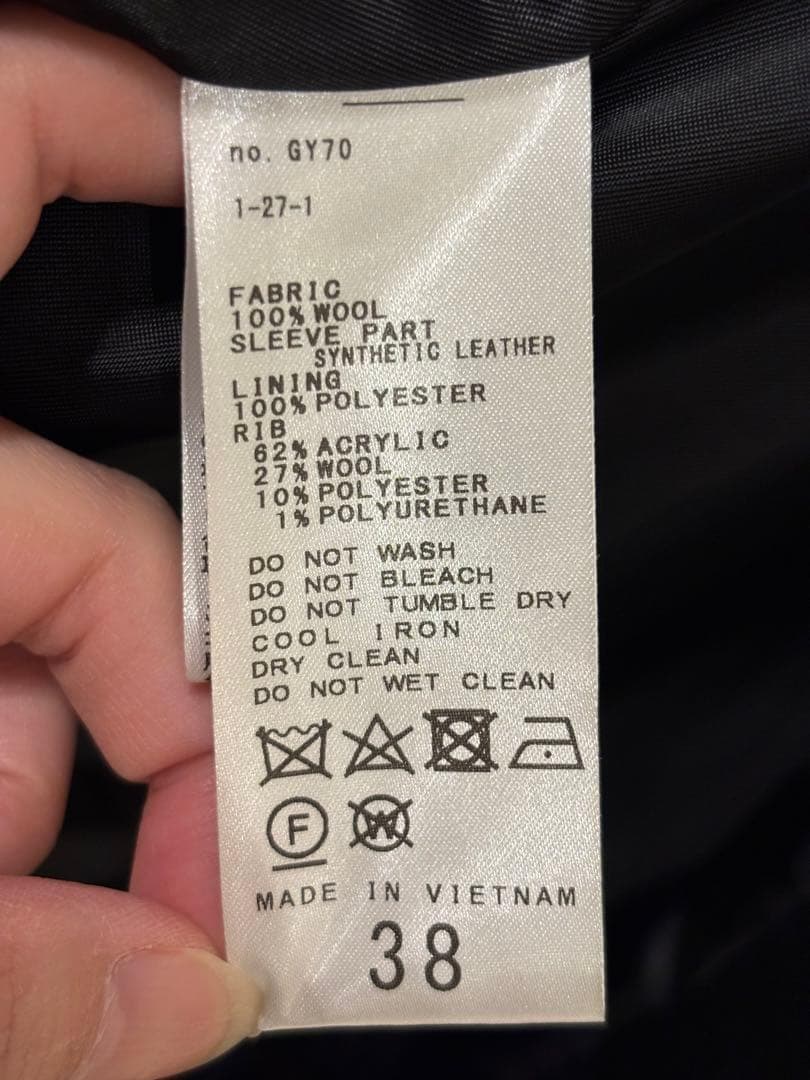 no. GY70
1-27-1
FABRIC
100% WOOL
SLEEVE PART
SYNTHETIC LEATHER
LINING
100% POLYESTER
RIB
62% ACRYLIC
27% WOOL
10% POLYESTER
1% POLYURETHANE
DO NOT WASH
DO NOT BLEACH
DO NOT TUMBLE DRY
COOL IRON
DRY CLEAN
DO NOT WET CLEAN
F W
MADE IN VIETNAM
38